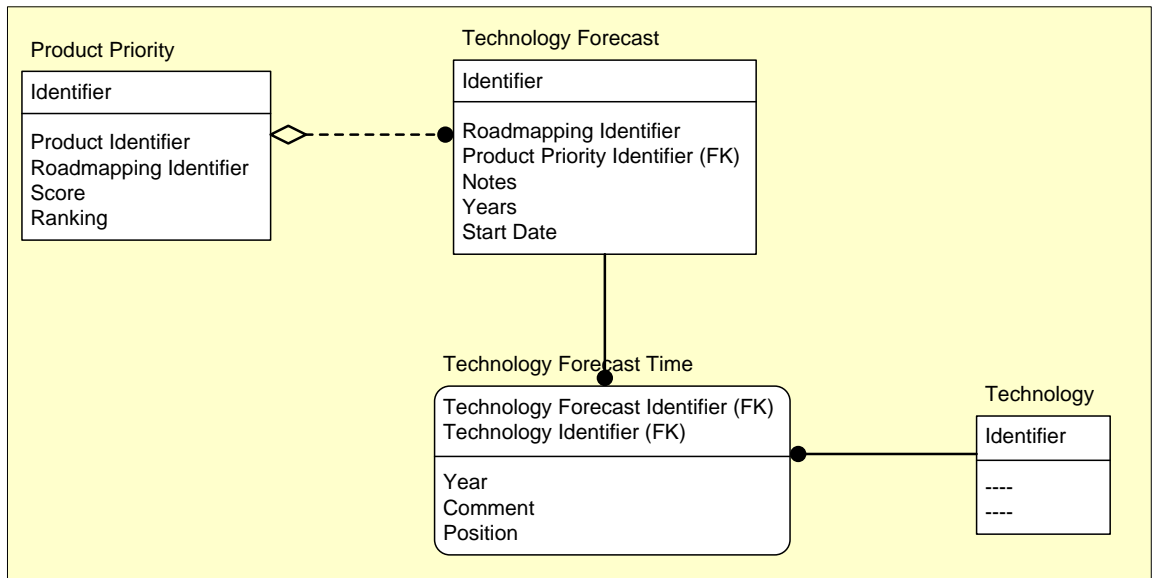 Product Priority
Identifier
Product Identifier
Roadmapping Identifier
Score
Ranking
Technology Forecast
Identifier
Roadmapping Identifier
Product Priority Identifier (FK)
Notes
Years
Start Date
Technology Forecast Time
Technology Forecast Identifier (FK)
Technology Identifier (FK)
Year
Comment
Position
Technology
Identifier
----
----